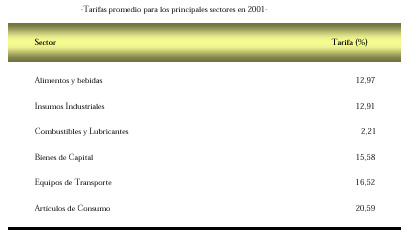 -Tarifas promedio para los principales sectores en 2001-
Sector Tarifa (%)
Alimentos y bebidas 12,97
Insumos Industriales 12,91
Combustibles y Lubricantes 2,21
Bienes de Capital 15,58
Equipos de Transporte 16,52
Artículos de Consumo 20,59